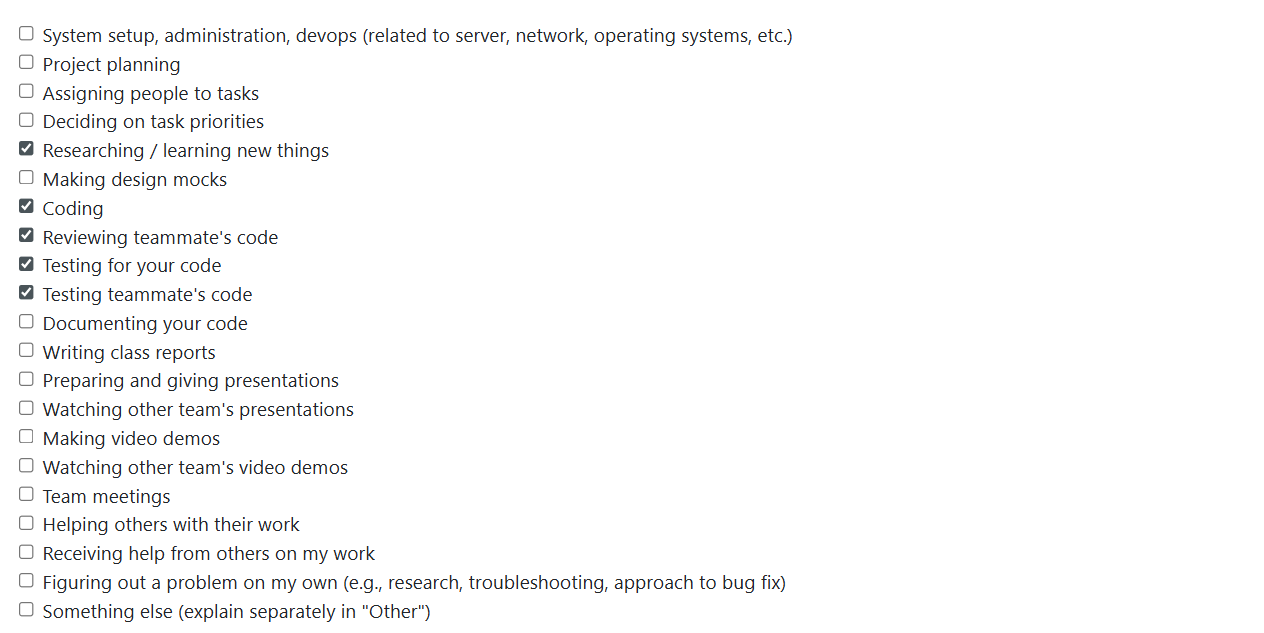 System setup, administration, devops (related to server, network, operating systems, etc.)
Project planning
Assigning people to tasks
Deciding on task priorities
Researching / learning new things
Making design mocks
Coding
Reviewing teammate's code
Testing for your code
Testing teammate's code
Documenting your code
Writing class reports
Preparing and giving presentations
Watching other team's presentations
Making video demos
Watching other team's video demos
Team meetings
Helping others with their work
Receiving help from others on my work
Figuring out a problem on my own (e.g., research, troubleshooting, approach to bug fix)
Something else (explain separately in "Other")